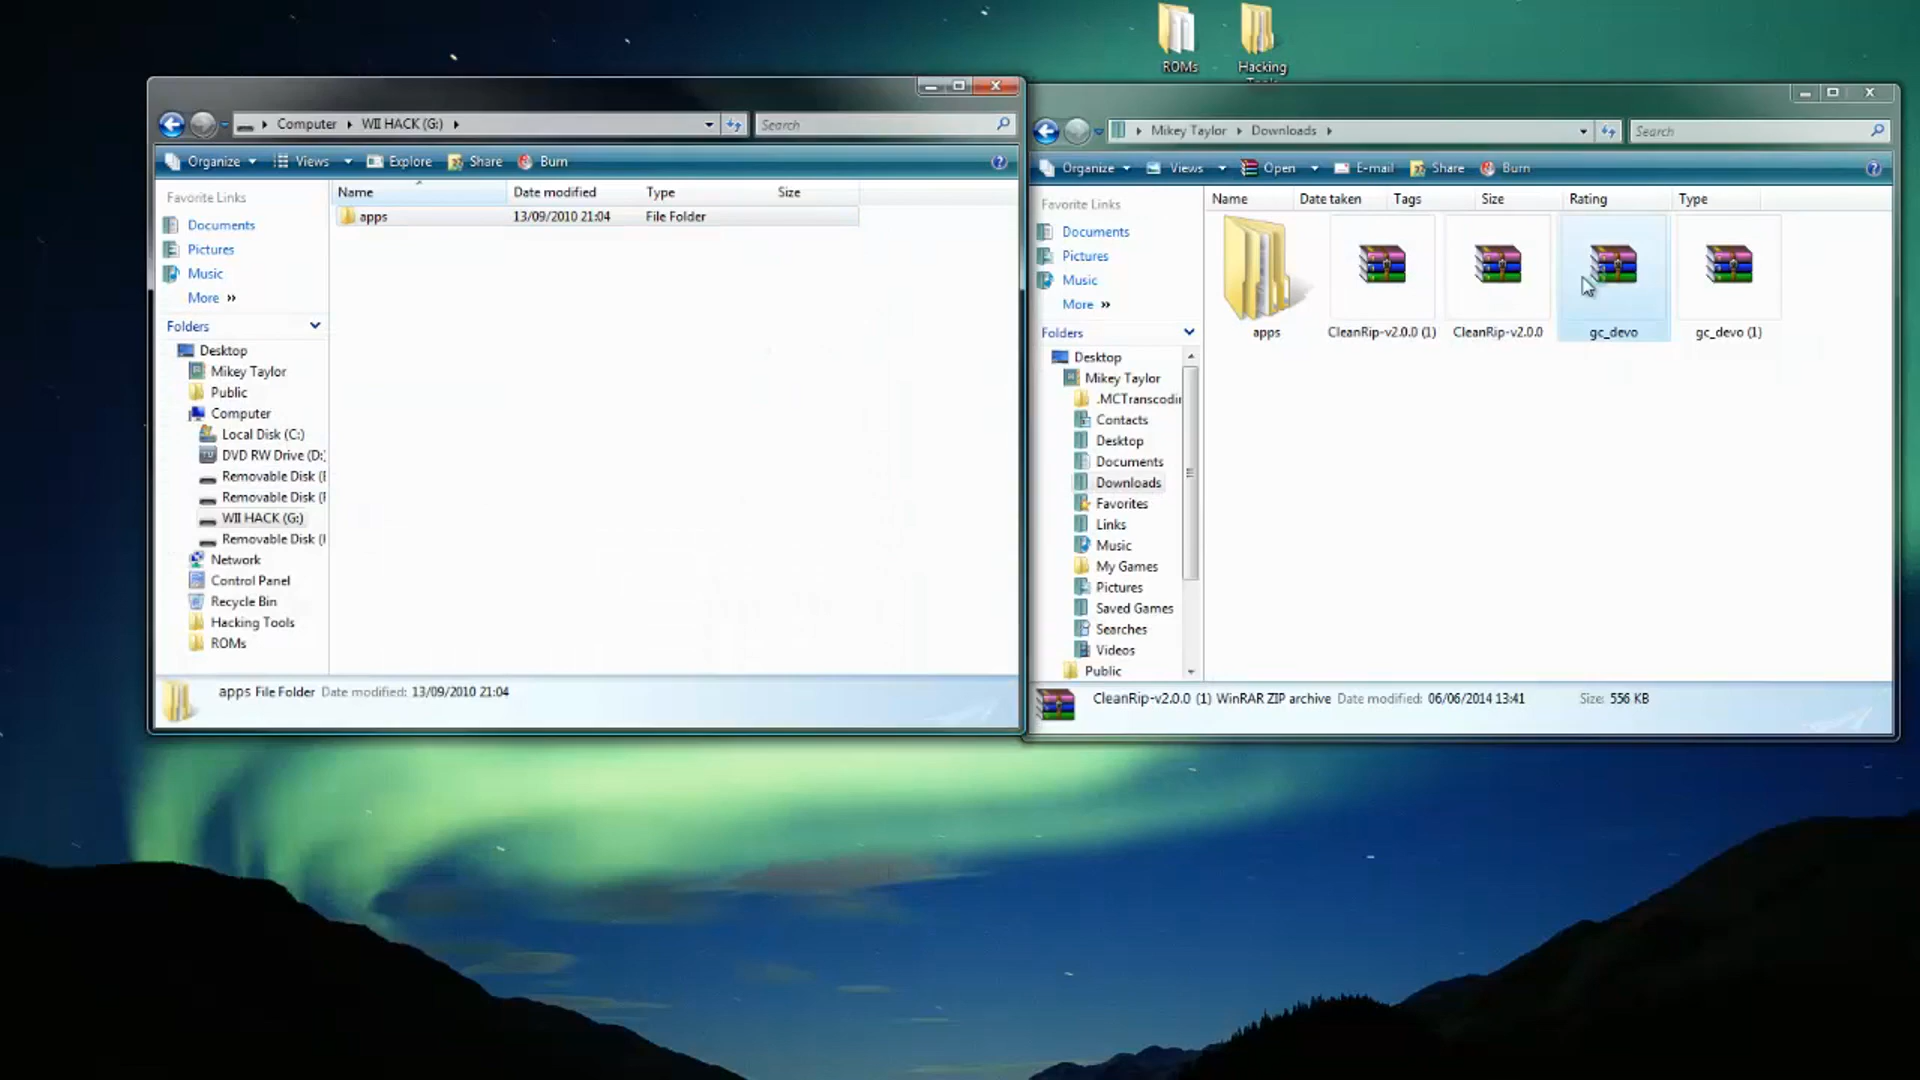 ROMs
Hacking
Computer WII HACK (G:)
Search
Organize Views Explore Share Burn
Favorite Links
Documents
Pictures
Music
More »
Folders
Desktop
Mikey Taylor
Public
Computer
Local Disk (C:)
DVD RW Drive (D:
Removable Disk (
Removable Disk (
WII HACK (G:)
Removable Disk (
Network
Control Panel
Recycle Bin
Hacking Tools
ROMs
Name Date modified Type Size
apps 13/09/2010 21:04 File Folder
apps File Folder Date modified: 13/09/2010 21:04
Mikey Taylor Downloads
Search
Organize Views Open E-mail Share Burn
Favorite Links
Documents
Pictures
Music
More »
Folders
Desktop
Mikey Taylor
.MCTranscodin
Contacts
Desktop
Documents
Downloads
Favorites
Links
Music
My Games
Pictures
Saved Games
Searches
Videos
Public
Name Date taken Tags Size Rating Type
apps CleanRip-v2.0.0 (1) CleanRip-v2.0.0 gc_devo gc_devo (1)
CleanRip-v2.0.0 (1) WinRAR ZIP archive Date modified: 06/06/2014 13:41 Size: 556 KB